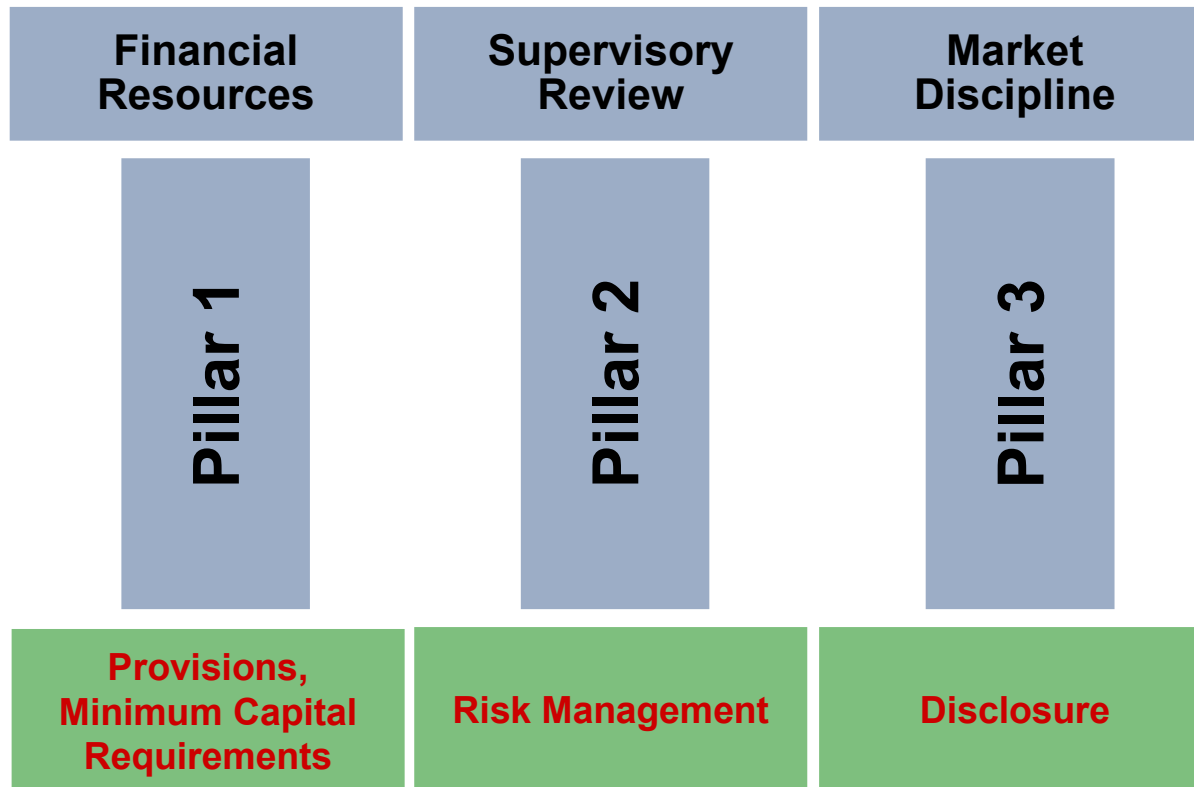 Financial
Resources
Supervisory
Review
Market
Discipline
Pillar 1
Pillar 2
Pillar 3
Provisions,
Minimum Capital
Requirements
Risk Management
Disclosure